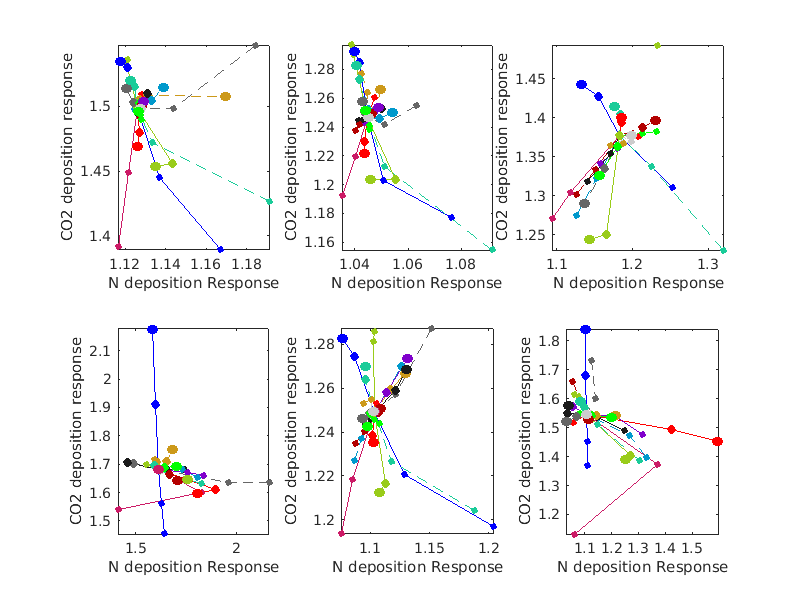 CO2 deposition response
1.5
1.45
1.4
1.12 1.14 1.16 1.18
N deposition Response
CO2 deposition response
1.28
1.26
1.24
1.22
1.2
1.18
1.16
1.04 1.06 1.08
N deposition Response
CO2 deposition response
1.45
1.4
1.35
1.3
1.25
1.1 1.2 1.3
N deposition Response
CO2 deposition response
2.1
2
1.9
1.8
1.7
1.6
1.5
1.5 2
N deposition Response
CO2 deposition response
1.28
1.26
1.24
1.22
1.2
1.1 1.15 1.2
N deposition Response
CO2 deposition response
1.8
1.7
1.6
1.5
1.4
1.3
1.2
1.1 1.2 1.3 1.4 1.5
N deposition Response